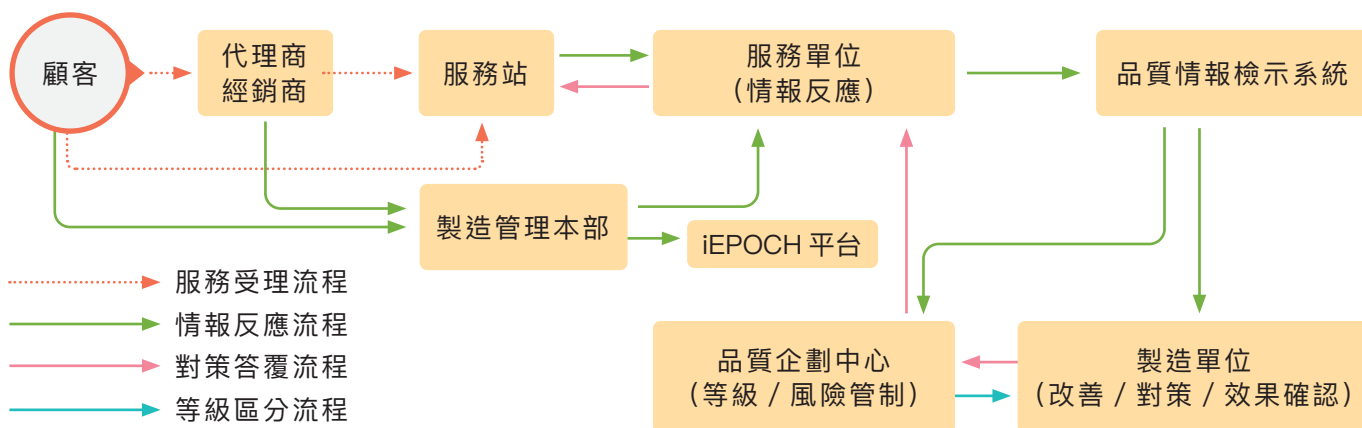 顧客
代理商
經銷商
服務站
服務單位
(情報反應)
品質情報檢示系統
製造管理本部
iEPOCH 平台
服務受理流程
情報反應流程
對策答覆流程
等級區分流程
品質企劃中心
(等級 / 風險管制)
製造單位
(改善 / 對策 / 效果確認)